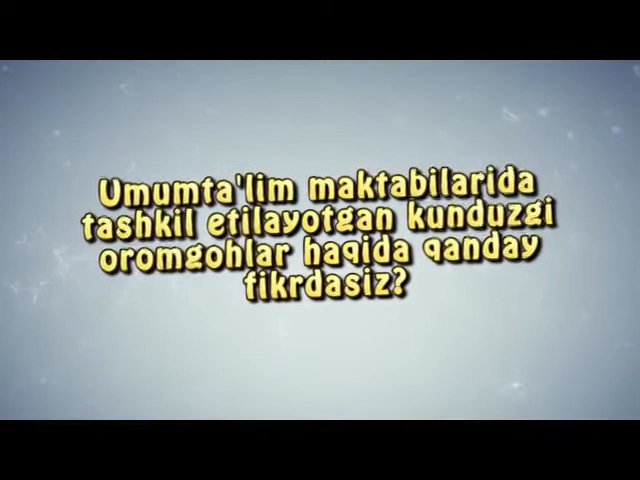 Umumta'lim maktabilarida
tashkil etilayotgan kunduzgi
oromgohlar haqida qanday
fikrdasiz?